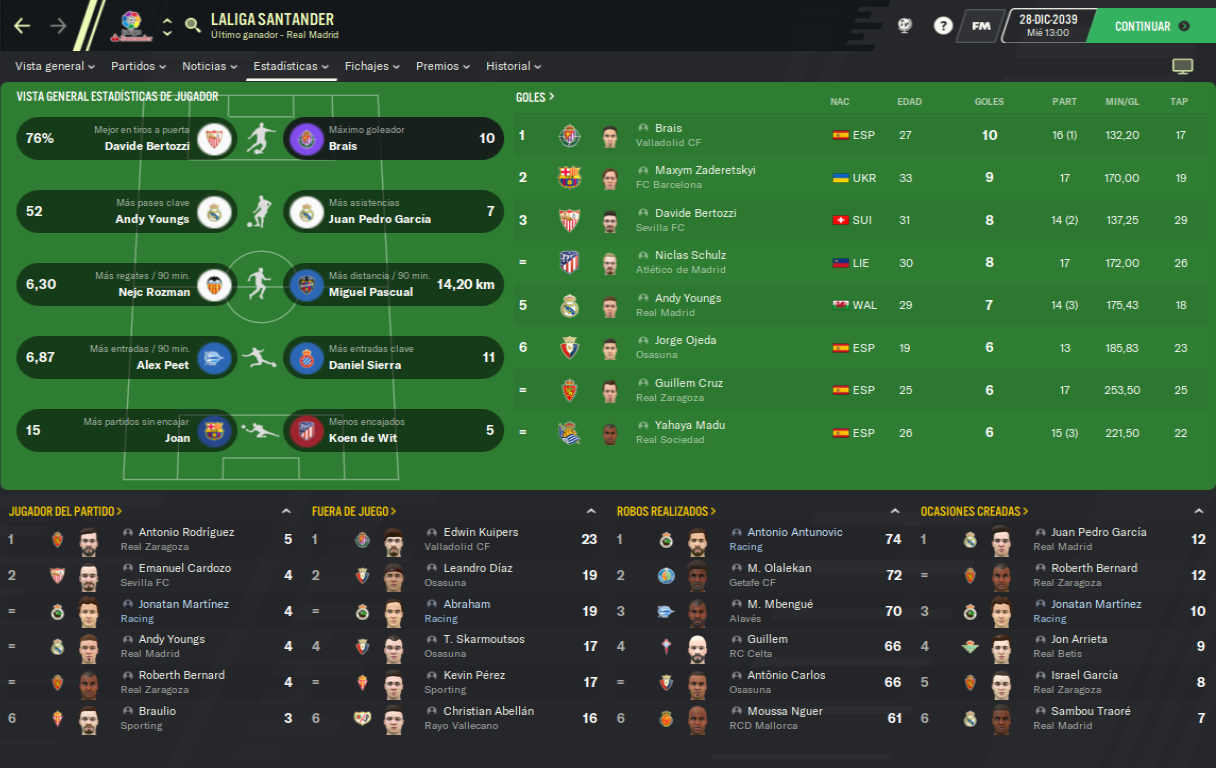 LALIGA SANTANDER
Último ganador - Real Madrid
?
FM
28-DIC-2039
Mié 13:00
CONTINUAR
Vista general
Partidos
Noticias
Estadísticas
Fichajes
Premios
Historial
VISTA GENERAL ESTADÍSTICAS DE JUGADOR
76%
Mejor en tiros a puerta
Davide Bertozzi
Máximo goleador
Brais
10
52
Más pases clave
Andy Youngs
Más asistencias
Juan Pedro García
7
6,30
Más regates / 90 min.
Nejc Rozman
Más distancia / 90 min.
Miguel Pascual
14,20 km
6,87
Más entradas / 90 min.
Alex Peet
Más entradas clave
Daniel Sierra
11
15
Más partidos sin encajar
Joan
Menos encajados
Koen de Wit
5
GOLES > NAC EDAD GOLES PART MIN/GL TAP
1 Brais ESP 27 10 16 (1) 132,20 17
Valladolid CF
2 Maxym Zaderetskyi UKR 33 9 17 170,00 19
FC Barcelona
3 Davide Bertozzi SUI 31 8 14 (2) 137,25 29
Sevilla FC
= Niclas Schulz LIE 30 8 17 172,00 26
Atlético de Madrid
5 Andy Youngs WAL 29 7 14 (3) 175,43 18
Real Madrid
6 Jorge Ojeda ESP 19 6 13 185,83 23
Osasuna
= Guillem Cruz ESP 25 6 17 253,50 25
Real Zaragoza
= Yahaya Madu ESP 26 6 15 (3) 221,50 22
Real Sociedad
JUGADOR DEL PARTIDO >
1 Antonio Rodríguez 5
Real Zaragoza
2 Emanuel Cardozo 4
Sevilla FC
= Jonatan Martínez 4
Racing
= Andy Youngs 4
Real Madrid
= Roberth Bernard 4
Real Zaragoza
6 Braulio 3
Sporting
FUERA DE JUEGO >
1 Edwin Kuipers 23
Valladolid CF
2 Leandro Díaz 19
Osasuna
= Abraham 19
Racing
4 T. Skarmoutsos 17
Osasuna
= Kevin Pérez 17
Sporting
6 Christian Abellán 16
Rayo Vallecano
ROBOS REALIZADOS >
1 Antonio Antunovic 74
Racing
2 M. Olalekan 72
Getafe CF
3 M. Mbengué 70
Alavés
4 Guillem 66
RC Celta
= Antônio Carlos 66
Osasuna
6 Moussa Nguer 61
RCD Mallorca
OCASIONES CREADAS >
1 Juan Pedro García 12
Real Madrid
= Roberth Bernard 12
Real Zaragoza
3 Jonatan Martínez 10
Racing
4 Jon Arrieta 9
Real Betis
5 Israel García 8
Real Zaragoza
6 Sambou Traoré 7
Real Madrid